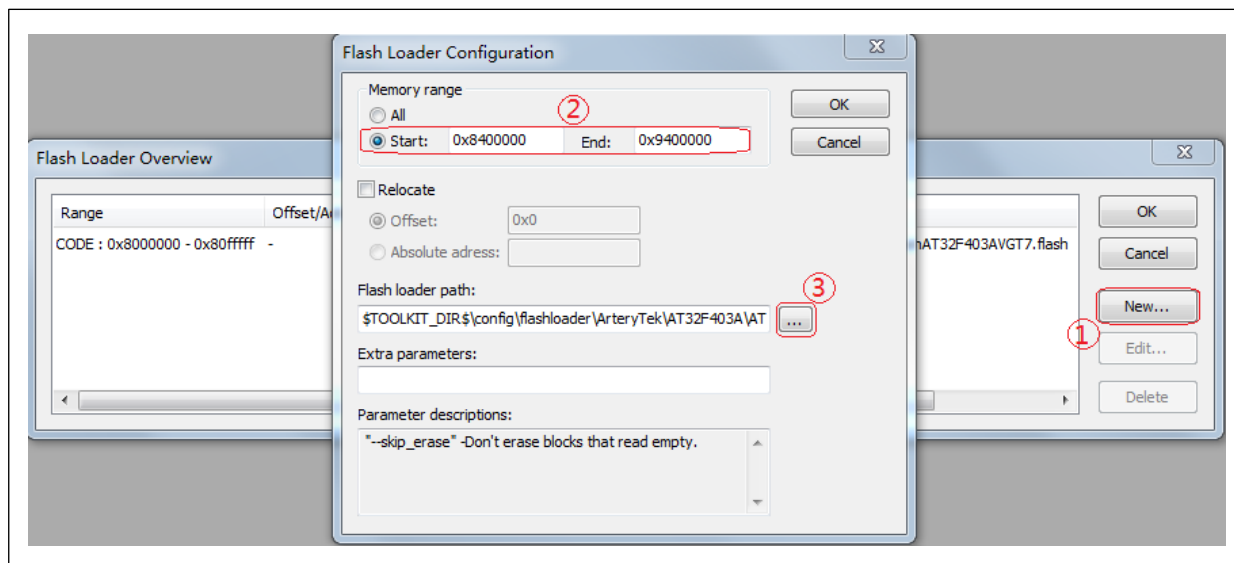 Flash Loader Configuration
Memory range
All
②
Start: 0x8400000 End: 0x9400000
OK
Cancel
Relocate
Offset: 0x0
Absolute adress:
Flash loader path:
③
$TOOLKIT_DIR$\config\flashloader\ArteryTek\AT32F403A\AT ...
Extra parameters:
Parameter descriptions:
"--skip_erase" -Don't erase blocks that read empty.
Flash Loader Overview
Range Offset/A
CODE : 0x8000000 - 0x80fffff - AT32F403AVGT7.flash
OK
Cancel
New...
①
Edit...
Delete